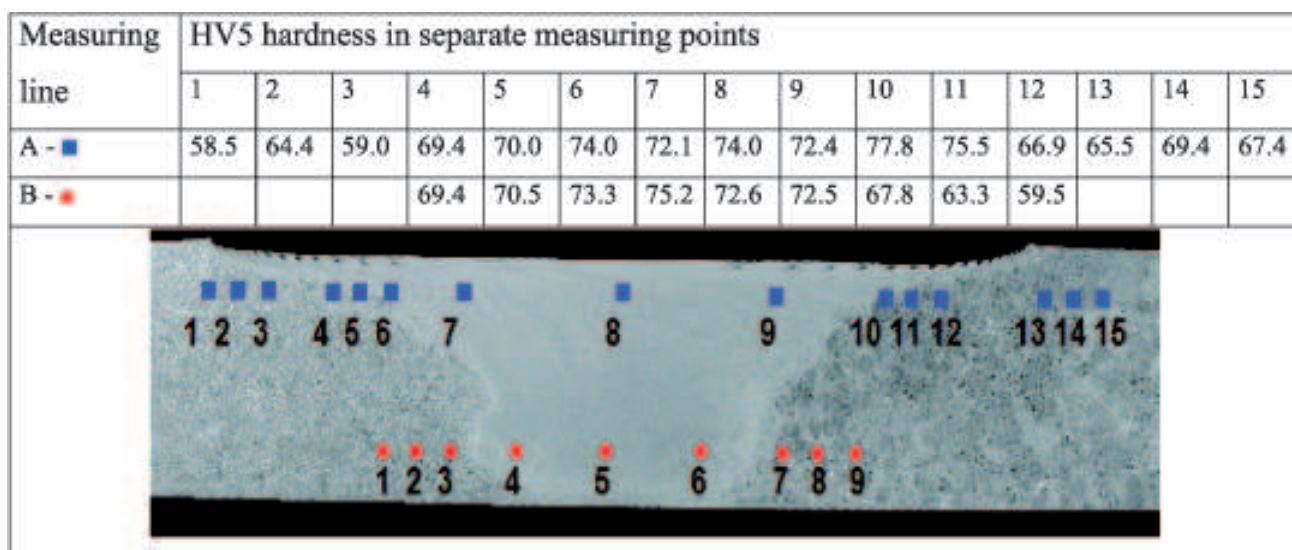 Measuring line HV5 hardness in separate measuring points
1 2 3 4 5 6 7 8 9 10 11 12 13 14 15
A - 58.5 64.4 59.0 69.4 70.0 74.0 72.1 74.0 72.4 77.8 75.5 66.9 65.5 69.4 67.4
B - 69.4 70.5 73.3 75.2 72.6 72.5 67.8 63.3 59.5
1 2 3 4 5 6 7 8 9 10 11 12 13 14 15
1 2 3 4 5 6 7 8 9